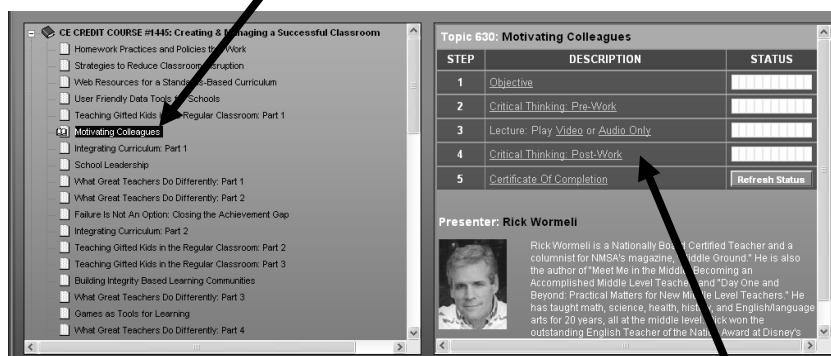 CE CREDIT COURSE #1445: Creating & Managing a Successful Classroom
Homework Practices and Policies that Work
Strategies to Reduce Classroom Disruption
Web Resources for a Standards-Based Curriculum
User Friendly Data Tools for Schools
Teaching Gifted Kids in the Regular Classroom: Part 1
Motivating Colleagues
Integrating Curriculum: Part 1
School Leadership
What Great Teachers Do Differently: Part 1
What Great Teachers Do Differently: Part 2
Failure Is Not An Option: Closing the Achievement Gap
Integrating Curriculum: Part 2
Teaching Gifted Kids in the Regular Classroom: Part 2
Teaching Gifted Kids in the Regular Classroom: Part 3
Building Integrity Based Learning Communities
What Great Teachers Do Differently: Part 3
Games as Tools for Learning
What Great Teachers Do Differently: Part 4
Topic 630: Motivating Colleagues
STEP DESCRIPTION STATUS
1 Objective
2 Critical Thinking: Pre-Work
3 Lecture: Play Video or Audio Only
4 Critical Thinking: Post-Work
5 Certificate Of Completion Refresh Status
Presenter: Rick Wormeli
Rick Wormeli is a Nationally Board Certified Teacher and a
columnist for NMSA's magazine, "Middle Ground." He is also
the author of "Meet Me in the Middle: Becoming an
Accomplished Middle Level Teacher" and "Day One and
Beyond: Practical Matters for New Middle Level Teachers." He
has taught math, science, health, history, and English/language
arts for 20 years, all at the middle level. Rick won the
outstanding English Teacher of the Nation Award at Disney's